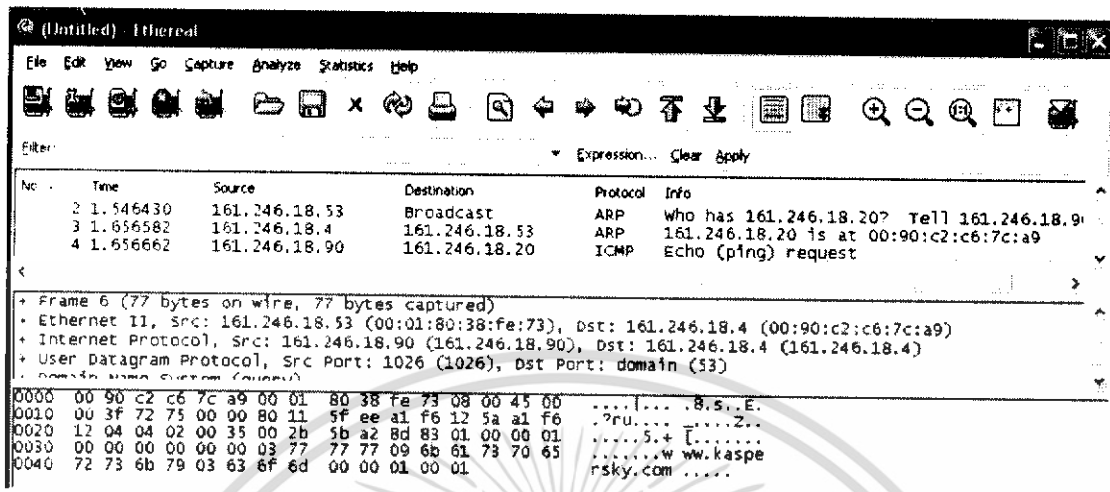 (Untitled) - Ethereal
File Edit View Go Capture Analyze Statistics Help
Filter: Expression... Clear Apply
No . Time Source Destination Protocol Info
2 1.546430 161.246.18.53 Broadcast ARP Who has 161.246.18.20? Tell 161.246.18.9
3 1.656582 161.246.18.4 161.246.18.53 ARP 161.246.18.20 is at 00:90:c2:c6:7c:a9
4 1.656662 161.246.18.90 161.246.18.20 ICMP Echo (ping) request
+ Frame 6 (77 bytes on wire, 77 bytes captured)
+ Ethernet II, Src: 161.246.18.53 (00:01:80:38:fe:73), Dst: 161.246.18.4 (00:90:c2:c6:7c:a9)
+ Internet Protocol, Src: 161.246.18.90 (161.246.18.90), Dst: 161.246.18.4 (161.246.18.4)
+ User Datagram Protocol, Src Port: 1026 (1026), Dst Port: domain (53)
+ Domain Name System (query)
0000 00 90 c2 c6 7c a9 00 01 80 38 fe 73 08 00 45 00 ....|... .8.s..E.
0010 00 3f 72 75 00 00 80 11 5f ee a1 f6 12 5a a1 f6 .?ru.... _....Z..
0020 12 04 04 02 00 35 00 2b 5b a2 8d 83 01 00 00 01 .....5.+ [.......
0030 00 00 00 00 00 00 03 77 77 77 09 6b 61 73 70 65 .......w ww.kaspe
0040 72 73 6b 79 03 63 6f 6d 00 00 01 00 01 rsky.com .....